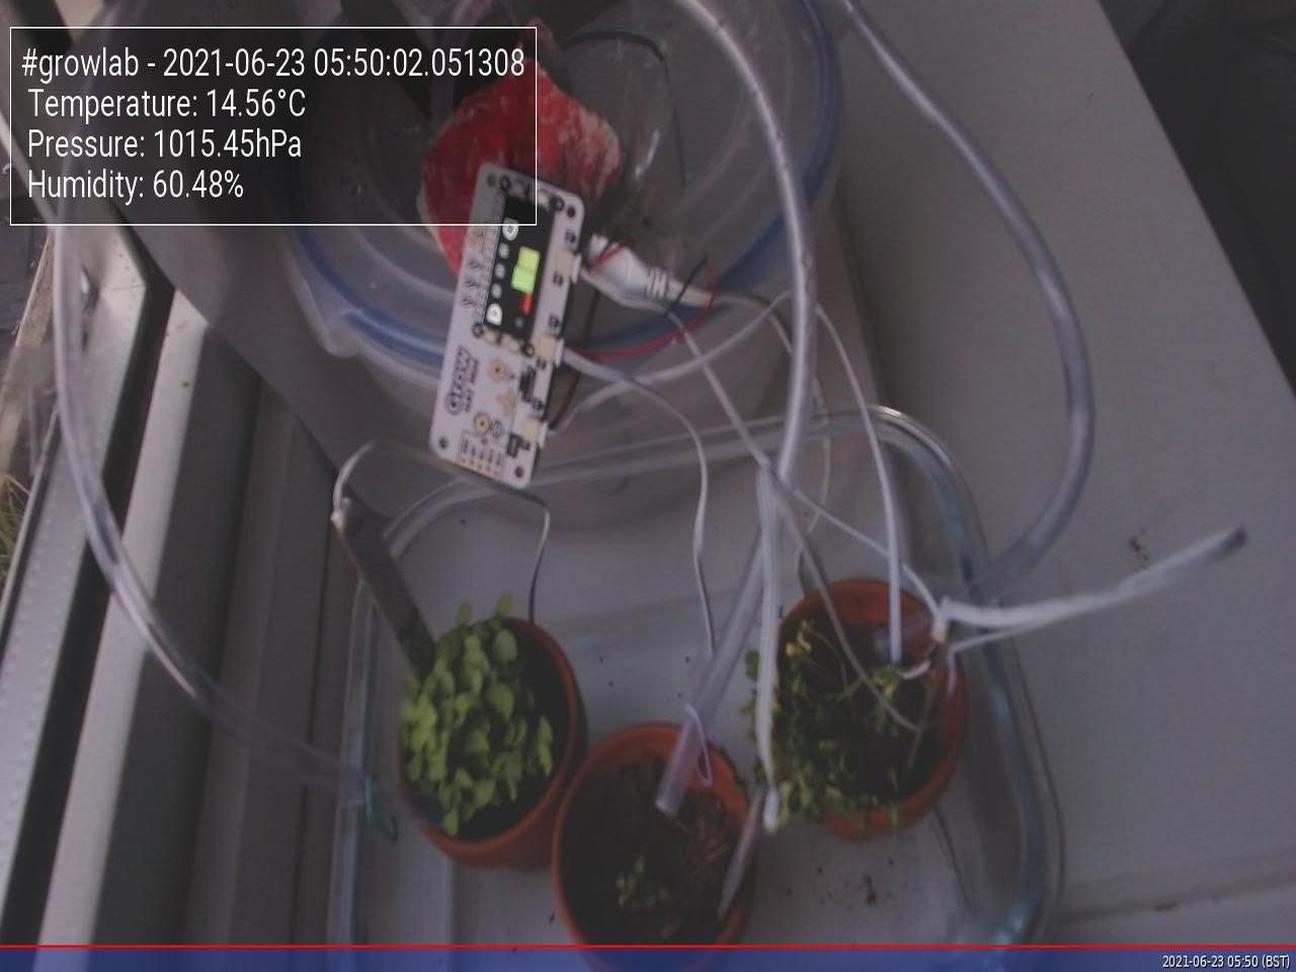 #growlab - 2021-06-23 05:50:02.051308
Temperature: 14.56°C
Pressure: 1015.45hPa
Humidity: 60.48%
GROW
2021-06-23 05:50 (BST)